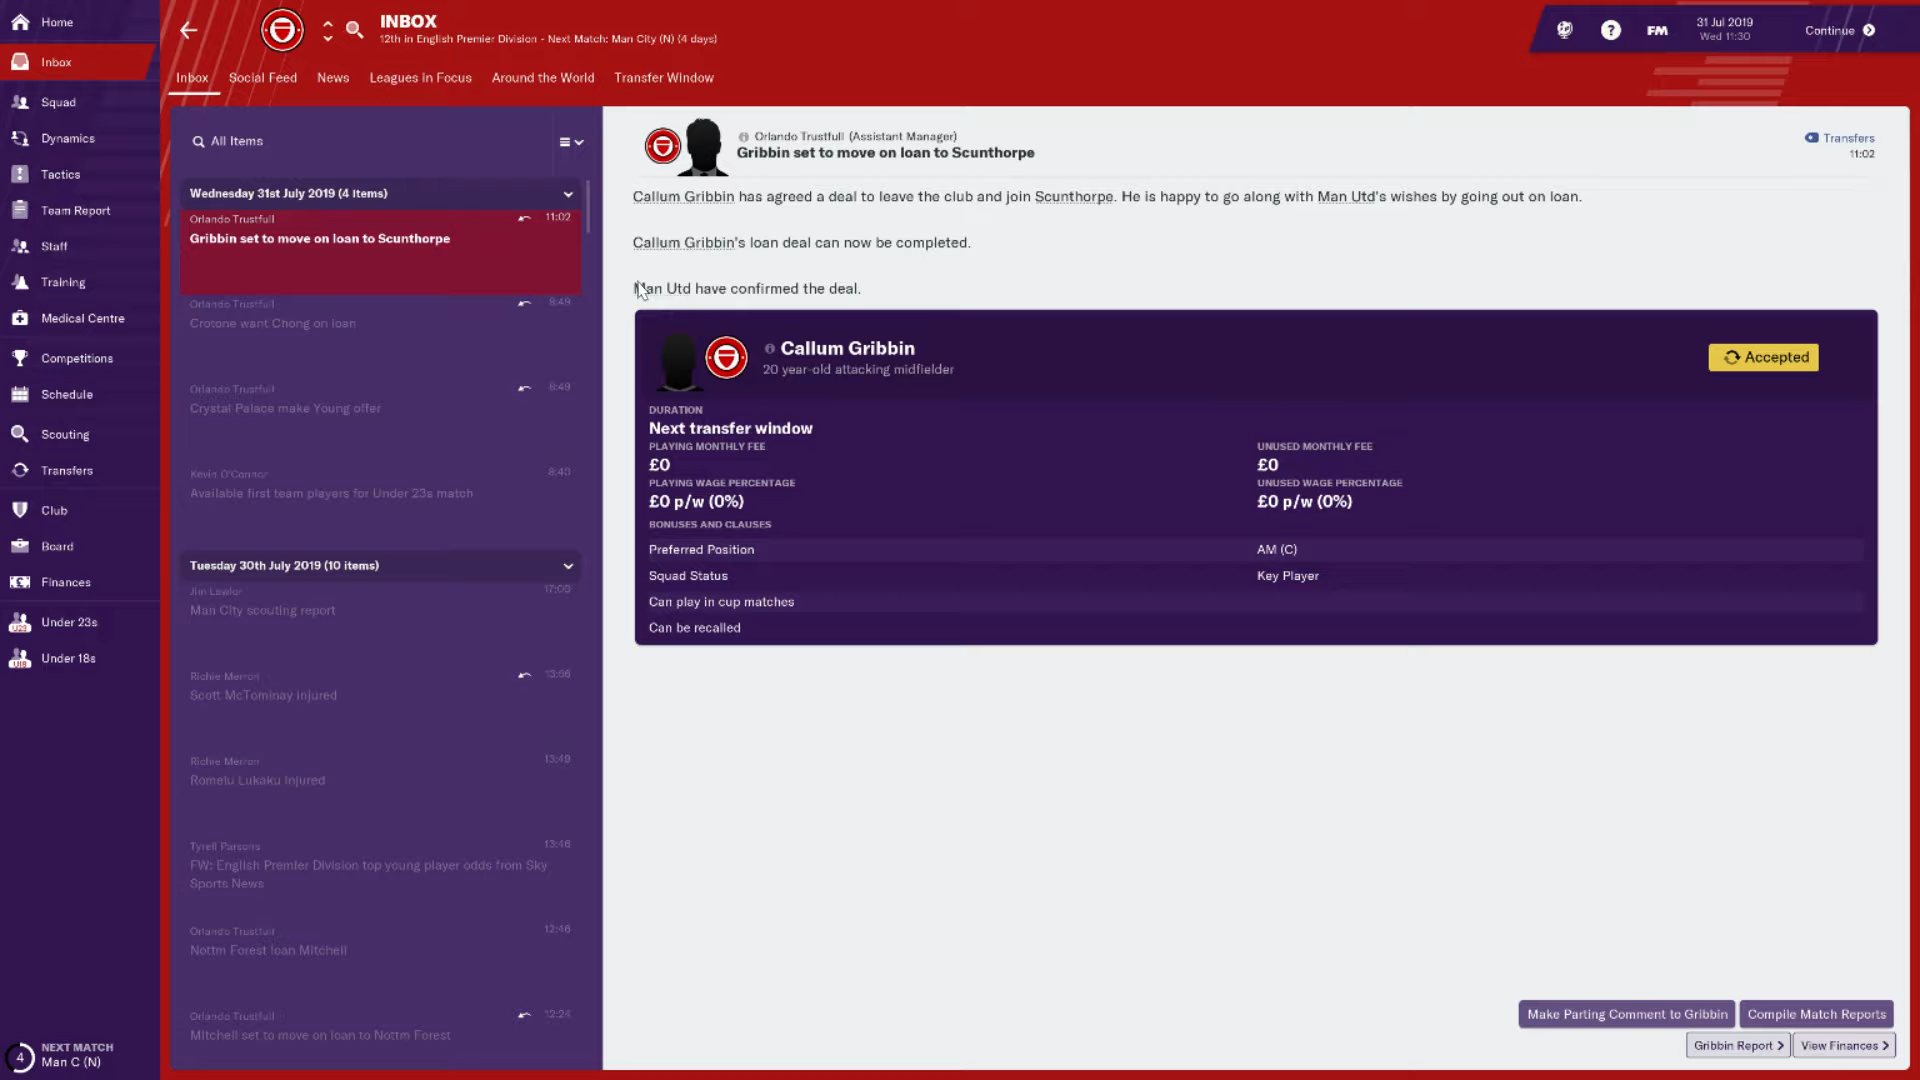 Home
Inbox
Squad
Dynamics
Tactics
Team Report
Staff
Training
Medical Centre
Competitions
Schedule
Scouting
Transfers
Club
Board
Finances
Under 23s
Under 18s
4
NEXT MATCH
Man C (N)
INBOX
12th in English Premier Division - Next Match: Man City (N) (4 days)
FM
31 Jul 2019
Wed 11:30
Continue
Inbox
Social Feed
News
Leagues In Focus
Around the World
Transfer Window
All Items
Wednesday 31st July 2019 (4 items)
Orlando Trustfull 11:02
Gribbin set to move on loan to Scunthorpe
Orlando Trustfull 8:49
Crotone want Chong on loan
Orlando Trustfull 8:49
Crystal Palace make Young offer
Kevin O'Connor 8:40
Available first team players for Under 23s match
Tuesday 30th July 2019 (10 items)
Jim Lawlor 17:00
Man City scouting report
Richie Merron
Scott McTominay injured
Richie Merron 13:49
Romelu Lukaku injured
Tyrell Parsons 13:46
FW: English Premier Division top young player odds from Sky
Sports News
Orlando Trustfull 12:46
Nottm Forest loan Mitchell
Orlando Trustfull 12:24
Mitchell set to move on loan to Nottm Forest
Orlando Trustfull (Assistant Manager)
Gribbin set to move on loan to Scunthorpe
Transfers
11:02
Callum Gribbin has agreed a deal to leave the club and join Scunthorpe. He is happy to go along with Man Utd's wishes by going out on loan.
Callum Gribbin's loan deal can now be completed.
Man Utd have confirmed the deal.
Callum Gribbin
20 year-old attacking midfielder
Accepted
DURATION
Next transfer window
PLAYING MONTHLY FEE
£0
UNUSED MONTHLY FEE
£0
PLAYING WAGE PERCENTAGE
£0 p/w (0%)
UNUSED WAGE PERCENTAGE
£0 p/w (0%)
BONUSES AND CLAUSES
Preferred Position AM (C)
Squad Status Key Player
Can play in cup matches
Can be recalled
Make Parting Comment to Gribbin
Compile Match Reports
Gribbin Report
View Finances